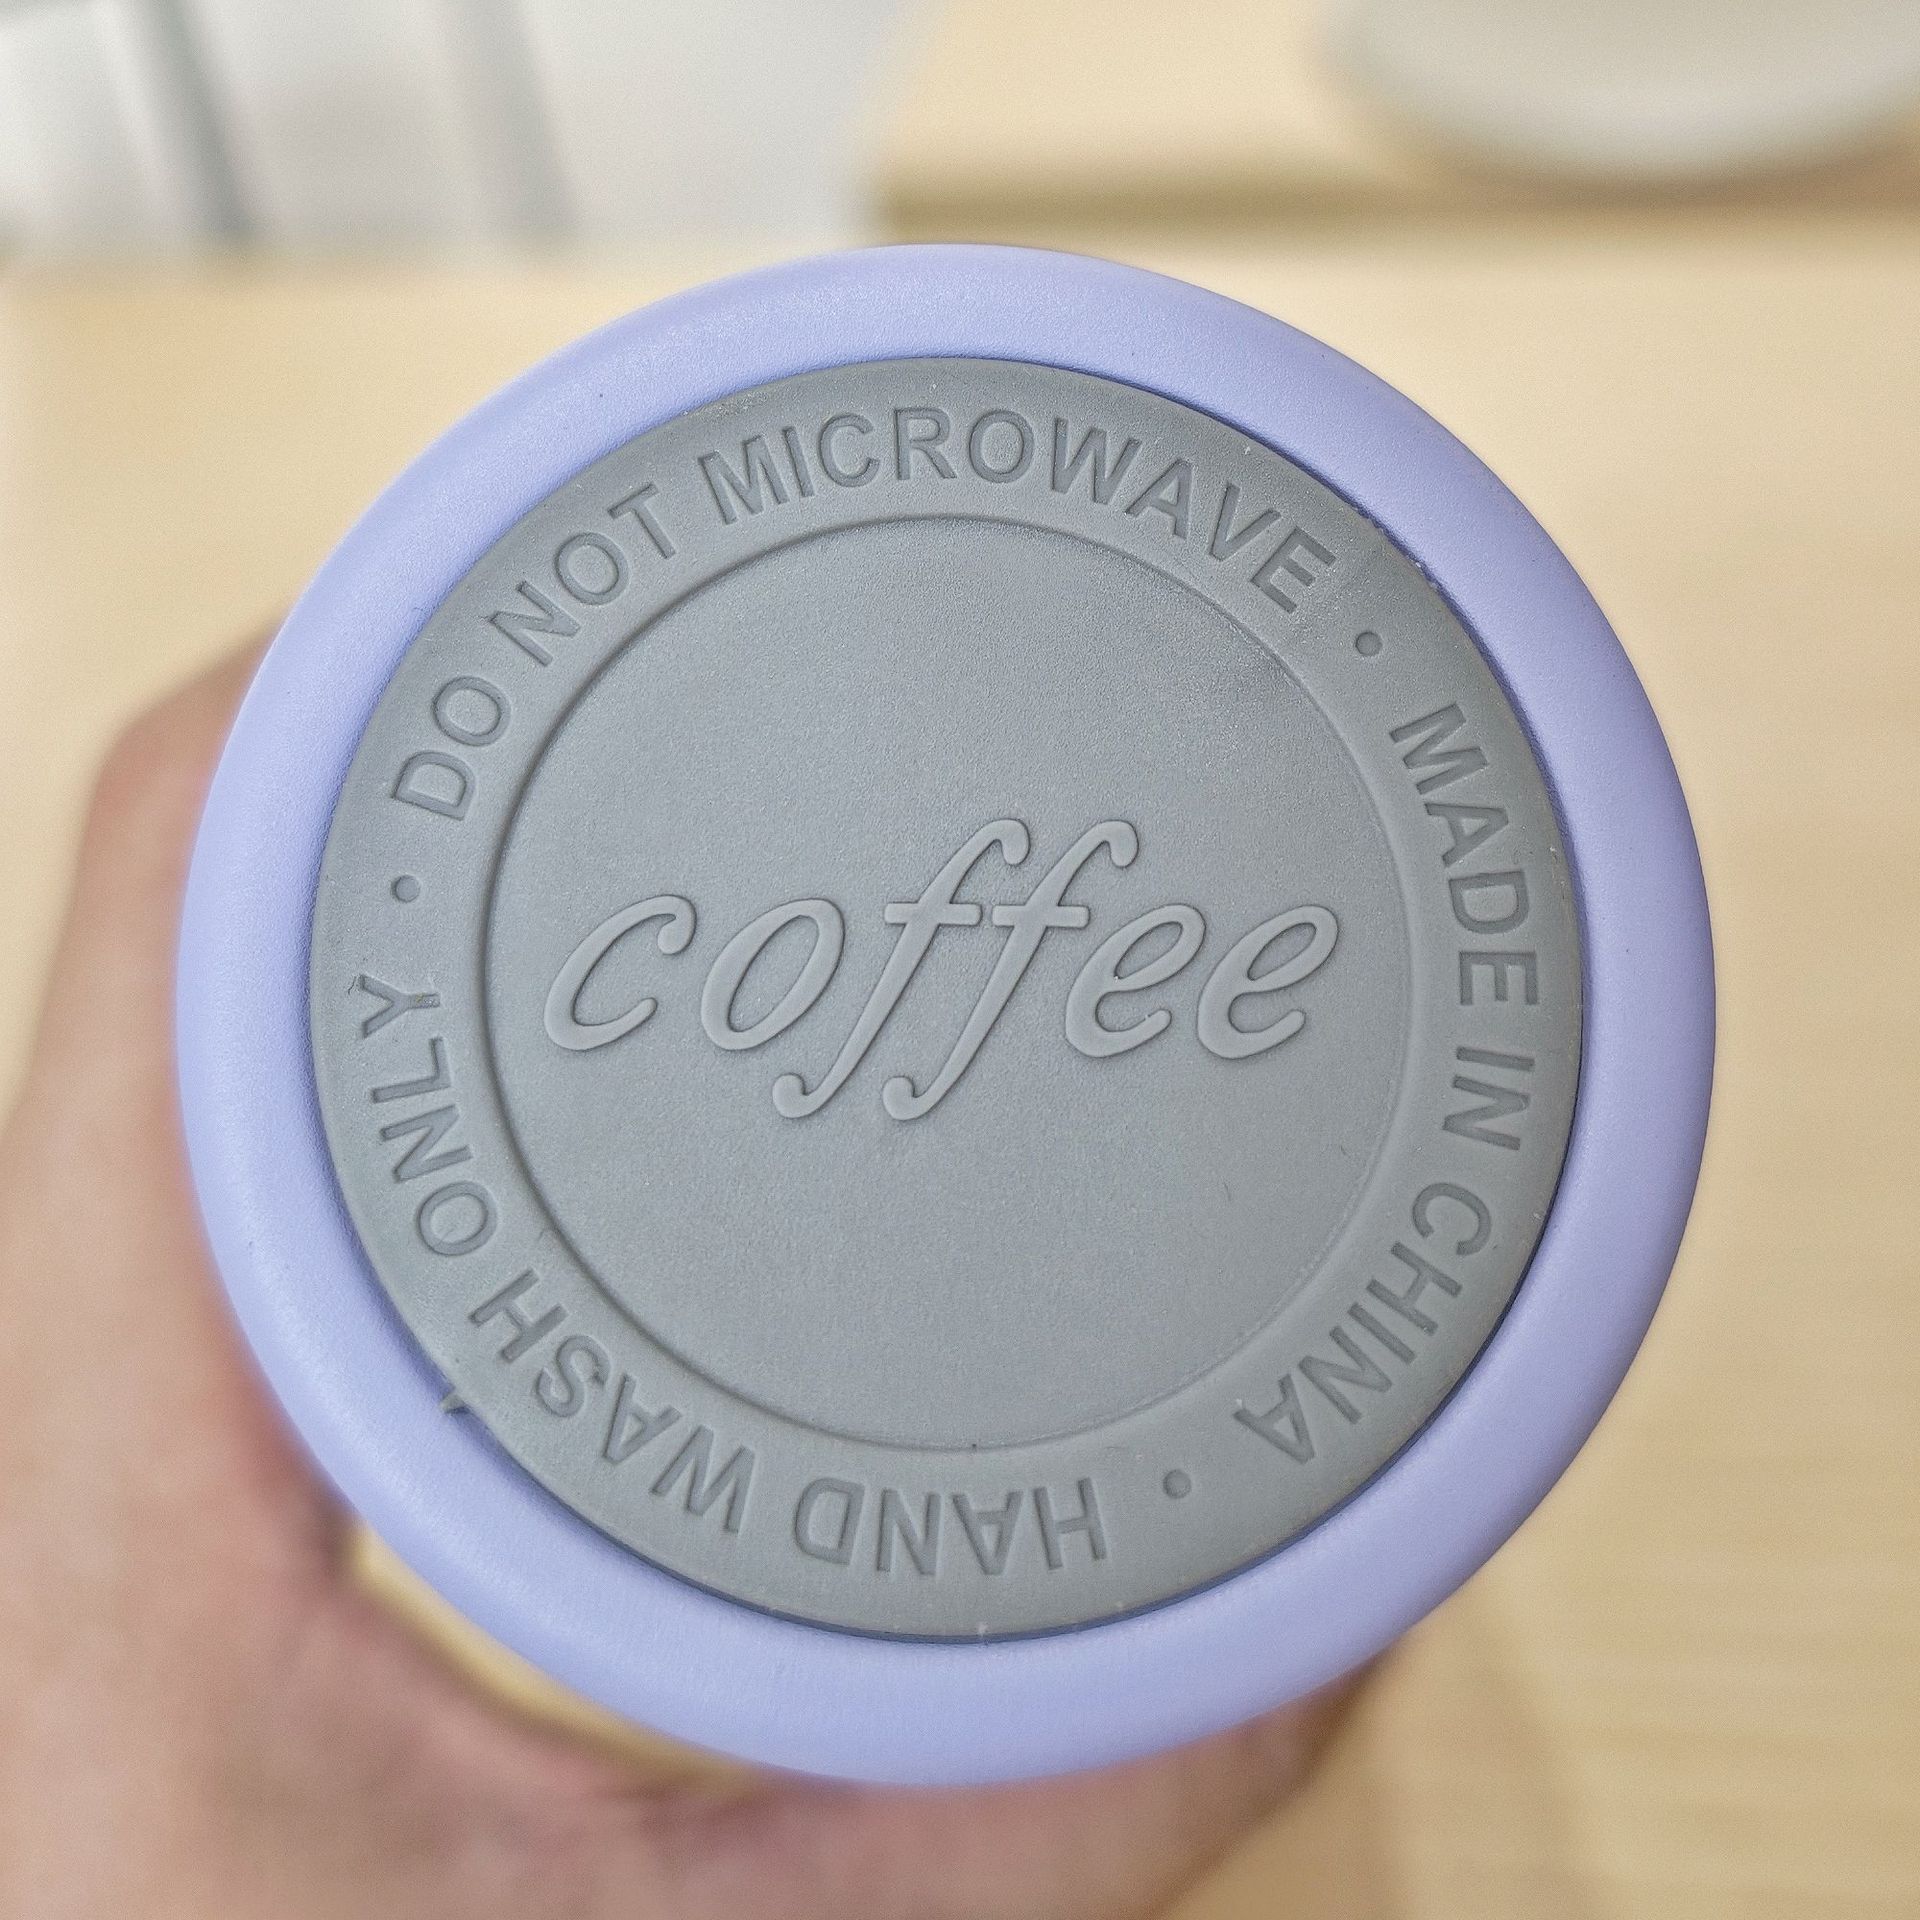 DO NOT MICROWAVE • MADE IN CHINA • HAND WASH ONLY •
coffee